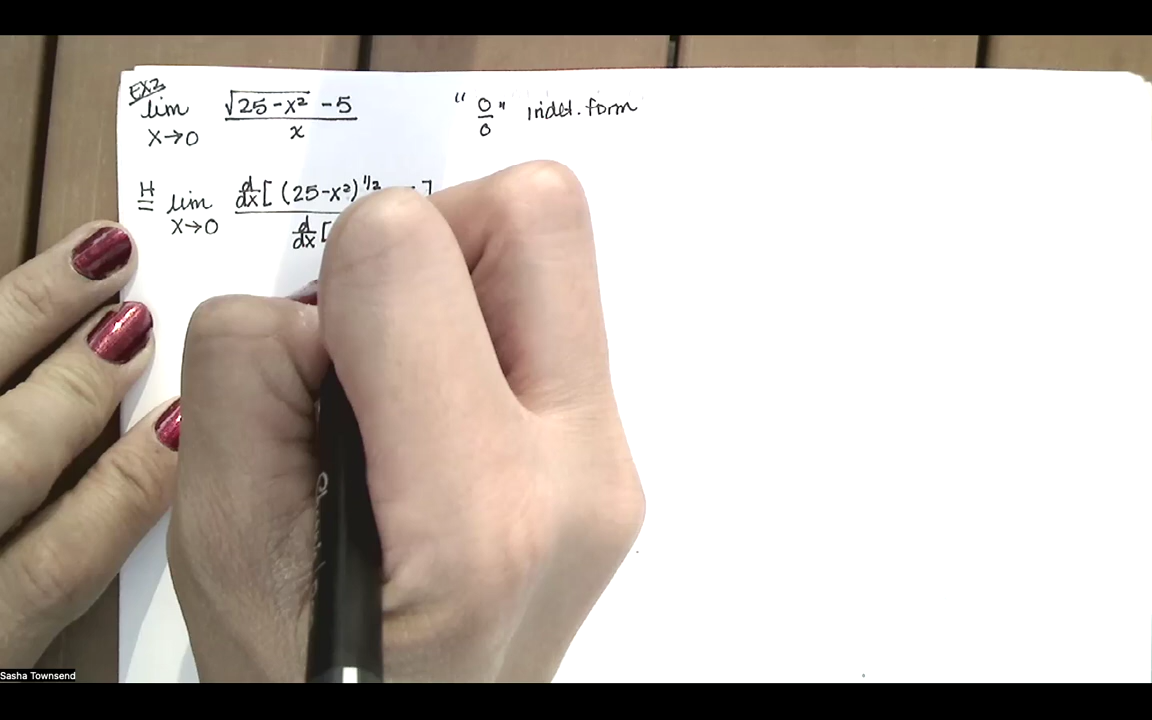 EX2
lim x→0 (√(25-x²) -5)/x " 0/0 " indet. form
H= lim x→0 d/dx[(25-x²)^1/2 ]
d/dx[
Sasha Townsend